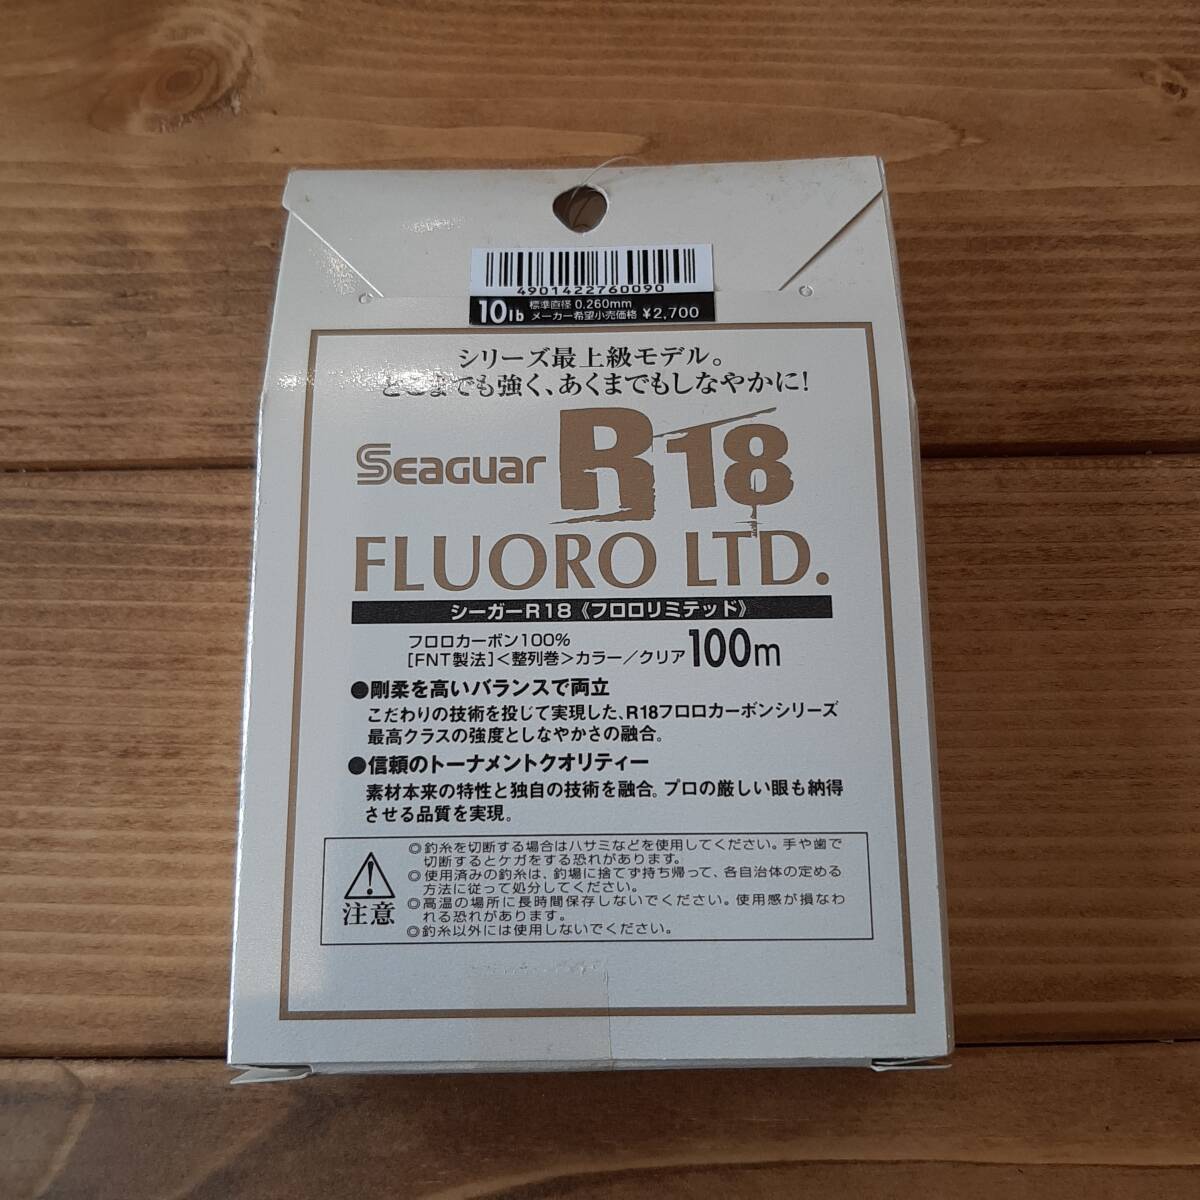 4901422760090
10lb 標準直径 0.260mm
メーカー希望小売価格 ¥2,700
シリーズ最上級モデル。
どこまでも強く、あくまでもしなやかに!
SEAGUAR R18
FLUORO LTD.
シーガーR18《フロロリミテッド》
フロロカーボン100%
[FNT製法]<整列巻>カラー/クリア 100m
●剛柔を高いバランスで両立
こだわりの技術を投じて実現した、R18フロロカーボンシリーズ
最高クラスの強度としなやかさの融合。
●信頼のトーナメントクオリティー
素材本来の特性と独自の技術を融合。プロの厳しい眼も納得
させる品質を実現。
注意
◎釣糸を切断する場合はハサミなどを使用してください。手や歯で
切断するとケガをする恐れがあります。
◎使用済みの釣糸は、釣場に捨てず持ち帰って、各自治体の定める
方法に従って処分してください。
◎高温の場所に長時間保存しないでください。使用感が損なわ
れる恐れがあります。
◎釣糸以外には使用しないでください。